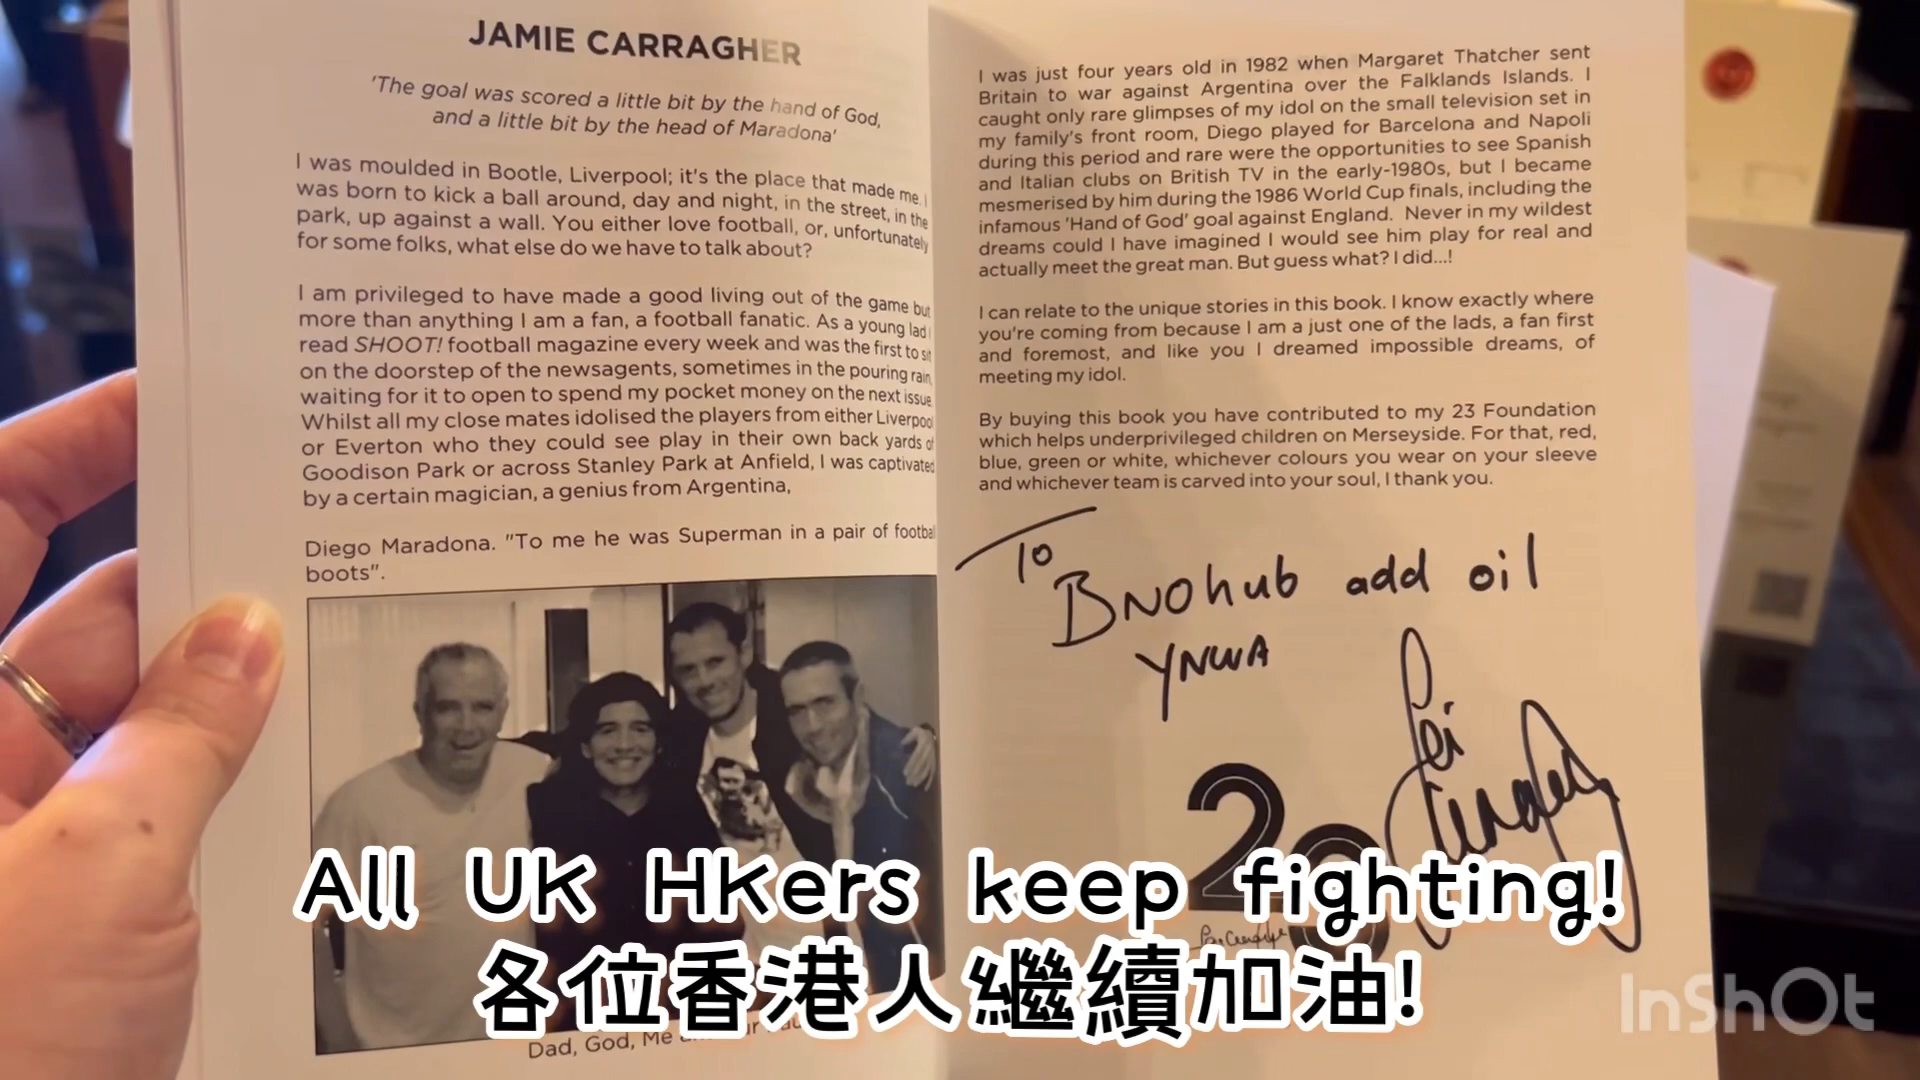 JAMIE CARRAGHER
'The goal was scored a little bit by the hand of God,
and a little bit by the head of Maradona'
I was moulded in Bootle, Liverpool; it's the place that made me. I
was born to kick a ball around, day and night, in the street, in the
park, up against a wall. You either love football, or, unfortunately
for some folks, what else do we have to talk about?
I am privileged to have made a good living out of the game but
more than anything I am a fan, a football fanatic. As a young lad I
read SHOOT! football magazine every week and was the first to sit
on the doorstep of the newsagents, sometimes in the pouring rain,
waiting for it to open to spend my pocket money on the next issue.
Whilst all my close mates idolised the players from either Liverpool
or Everton who they could see play in their own back yards of
Goodison Park or across Stanley Park at Anfield, I was captivated
by a certain magician, a genius from Argentina,
Diego Maradona. "To me he was Superman in a pair of football
boots".
Dad, God, Me
I was just four years old in 1982 when Margaret Thatcher sent
Britain to war against Argentina over the Falklands Islands. I
caught only rare glimpses of my idol on the small television set in
my family's front room, Diego played for Barcelona and Napoli
during this period and rare were the opportunities to see Spanish
and Italian clubs on British TV in the early-1980s, but I became
mesmerised by him during the 1986 World Cup finals, including the
infamous 'Hand of God' goal against England. Never in my wildest
dreams could I have imagined I would see him play for real and
actually meet the great man. But guess what? I did...!
I can relate to the unique stories in this book. I know exactly where
you're coming from because I am a just one of the lads, a fan first
and foremost, and like you I dreamed impossible dreams, of
meeting my idol.
By buying this book you have contributed to my 23 Foundation
which helps underprivileged children on Merseyside. For that, red,
blue, green or white, whichever colours you wear on your sleeve
and whichever team is carved into your soul, I thank you.
To
BNOhub add oil
YNWA
All Uk HKers keep fighting!
各位香港人繼續加油!
InShOt